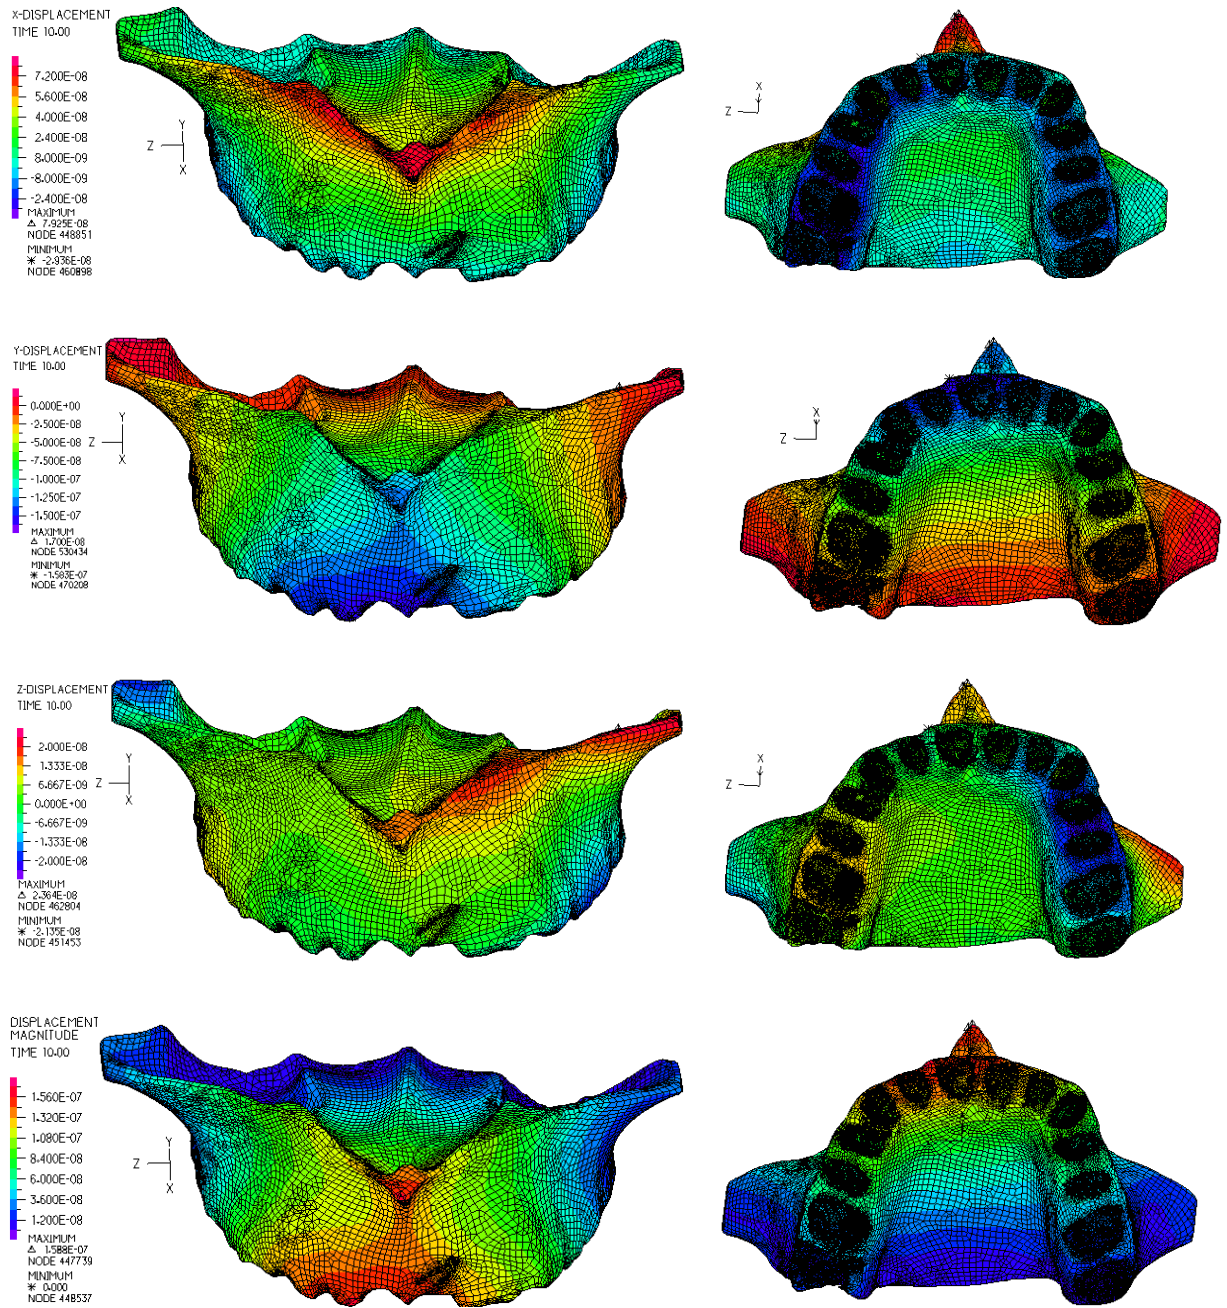 X-DISPLACEMENT
TIME 10.00
7.200E-08
5.600E-08
4.000E-08
2.400E-08
8.000E-09
-8.000E-09
-2.400E-08
MAXIMUM
△ 7.925E-08
NODE 448851
MINIMUM
* -2.936E-08
NODE 460898
Y
Z
X
X
Z
Y-DISPLACEMENT
TIME 10.00
0.000E+00
-2.500E-08
-5.000E-08
-7.500E-08
-1.000E-07
-1.250E-07
-1.500E-07
MAXIMUM
△ 1.700E-08
NODE 530434
MINIMUM
* -1.583E-07
NODE 470208
Y
Z
X
X
Z
Z-DISPLACEMENT
TIME 10.00
2.000E-08
1.333E-08
6.667E-09
0.000E+00
-6.667E-09
-1.333E-08
-2.000E-08
MAXIMUM
△ 2.364E-08
NODE 462804
MINIMUM
* -2.135E-08
NODE 451453
Y
Z
X
X
Z
DISPLACEMENT
MAGNITUDE
TIME 10.00
1.560E-07
1.320E-07
1.080E-07
8.400E-08
6.000E-08
3.600E-08
1.200E-08
MAXIMUM
△ 1.588E-07
NODE 447739
MINIMUM
* 0.000
NODE 448537
Y
Z
X
X
Z